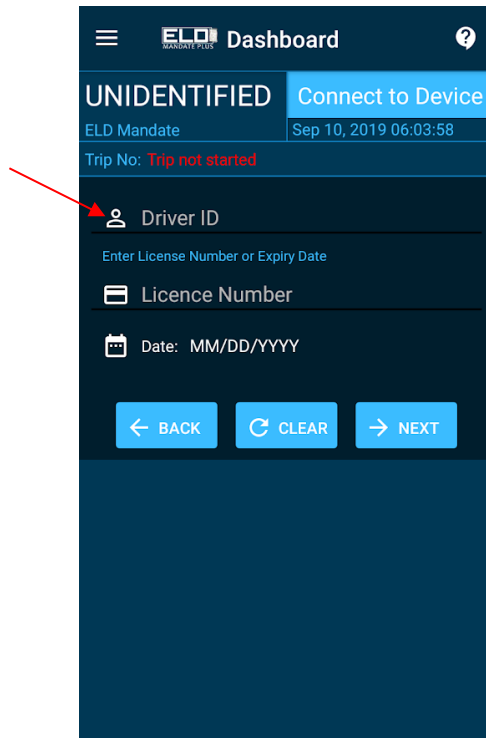 ELD
MANDATE PLUS
Dashboard
?
UNIDENTIFIED
Connect to Device
ELD Mandate
Sep 10, 2019 06:03:58
Trip No: Trip not started
Driver ID
Enter License Number or Expiry Date
Licence Number
Date: MM/DD/YYYY
BACK
CLEAR
NEXT